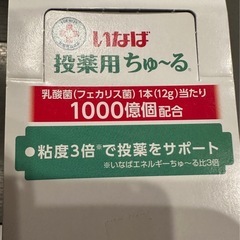 いなば
投薬用ちゅ〜る
乳酸菌(フェカリス菌) 1本(12g)当たり
1000億個配合
•粘度3倍※で投薬をサポート
※いなばエネルギーちゅ〜る比3倍